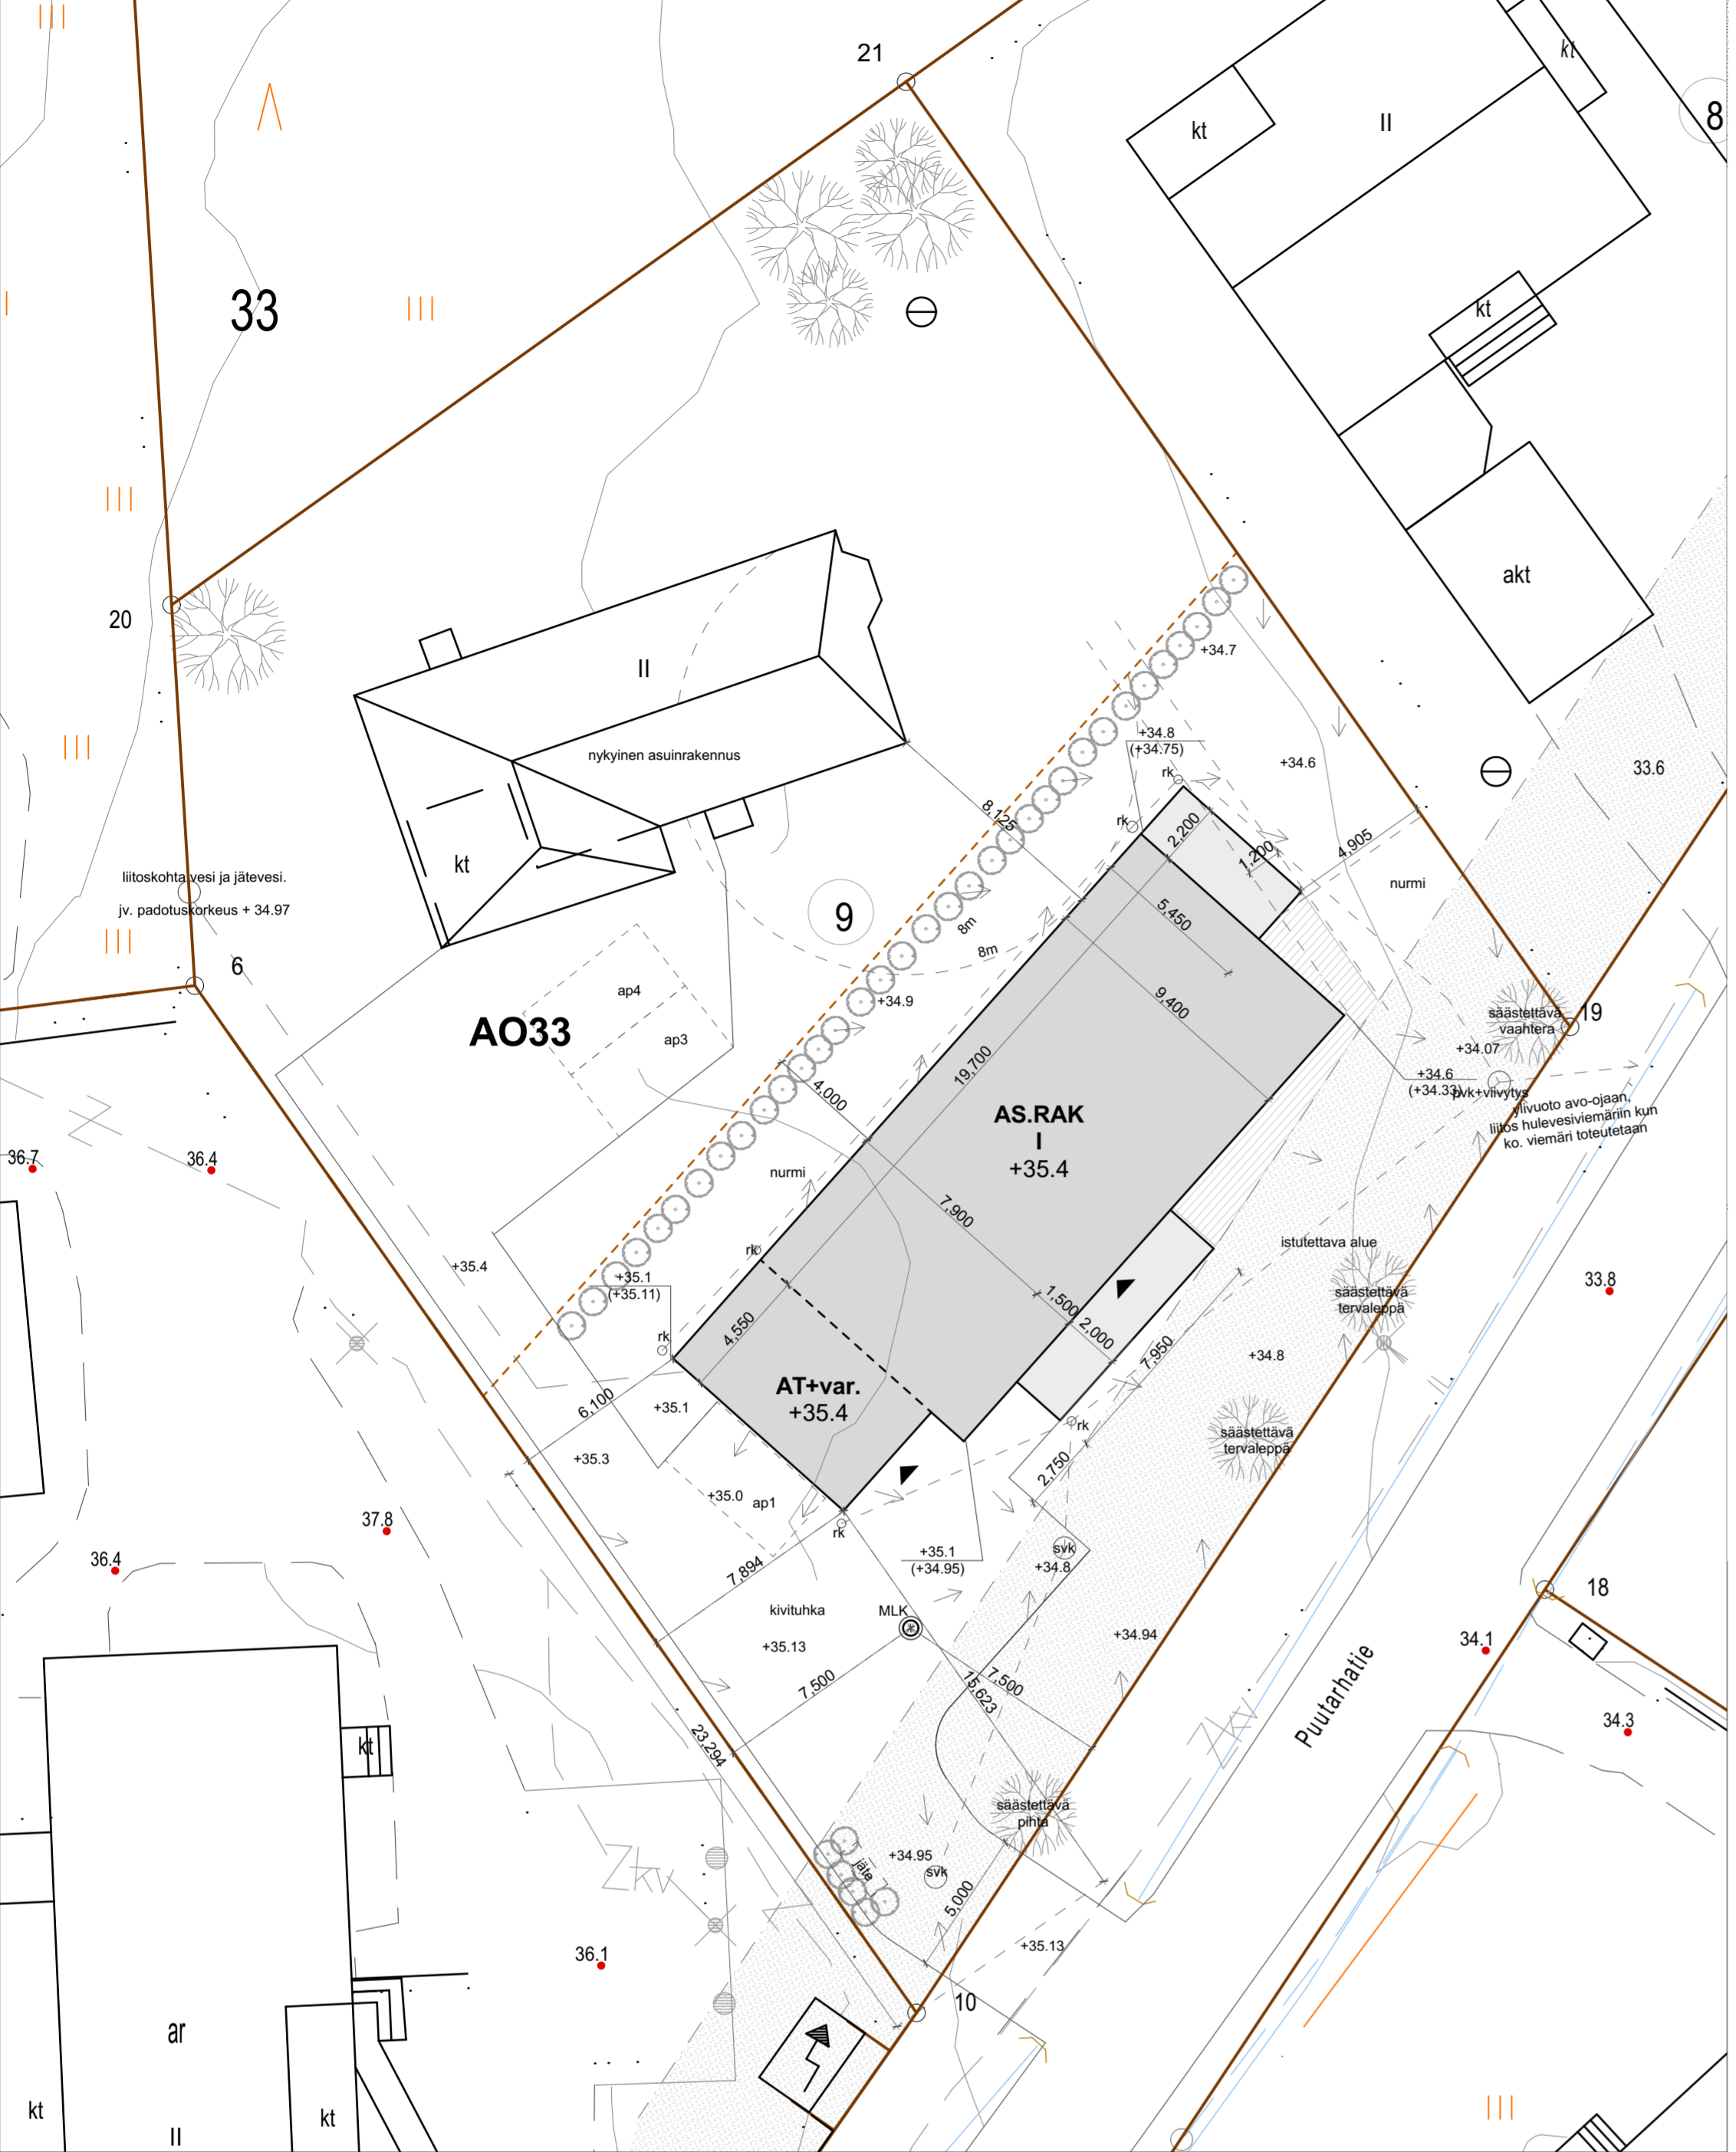 21
kt
kt
II
8
33
kt
akt
20
II
nykyinen asuinrakennus
kt
+34.7
+34.8
(+34.75)
rk
+34.6
33.6
8,125
rk
2,200
1,200
4,905
nurmi
liitoskohta vesi ja jätevesi.
jv. padotuskorkeus + 34.97
9
8m
8m
5,450
6
ap4
AO33
ap3
+34.9
9,400
säästettävä
vaahtera
19
+34.07
19,700
4,000
+34.6
(+34.33)
pvk+viivytys
ylivuoto avo-ojaan,
liitos hulevesiviemäriin kun
ko. viemäri toteutetaan
AS.RAK
I
+35.4
36.7
36.4
nurmi
7,900
istutettava alue
rk
+35.4
+35.1
(+35.11)
33.8
säästettävä
tervaleppä
1,500
2,000
rk
4,550
7,950
+34.8
AT+var.
+35.4
6,100
+35.1
rk
säästettävä
tervaleppä
+35.3
2,750
+35.0
ap1
37.8
rk
36.4
+35.1
(+34.95)
svk
+34.8
7,894
kivituhka
MLK
18
+35.13
+34.94
34.1
7,500
7,500
15,623
Puutarhatie
34.3
23,294
kt
säästettävä
pihta
+34.95
jäte
svk
5,000
+35.13
36.1
10
ar
kt
kt
II